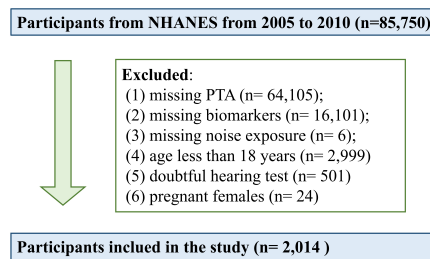 Participants from NHANES from 2005 to 2010 (n=85,750)
Excluded:
(1) missing PTA (n= 64,105);
(2) missing biomarkers (n= 16,101);
(3) missing noise exposure (n= 6);
(4) age less than 18 years (n= 2,999)
(5) doubtful hearing test (n= 501)
(6) pregnant females (n= 24)
Participants inclued in the study (n= 2,014 )